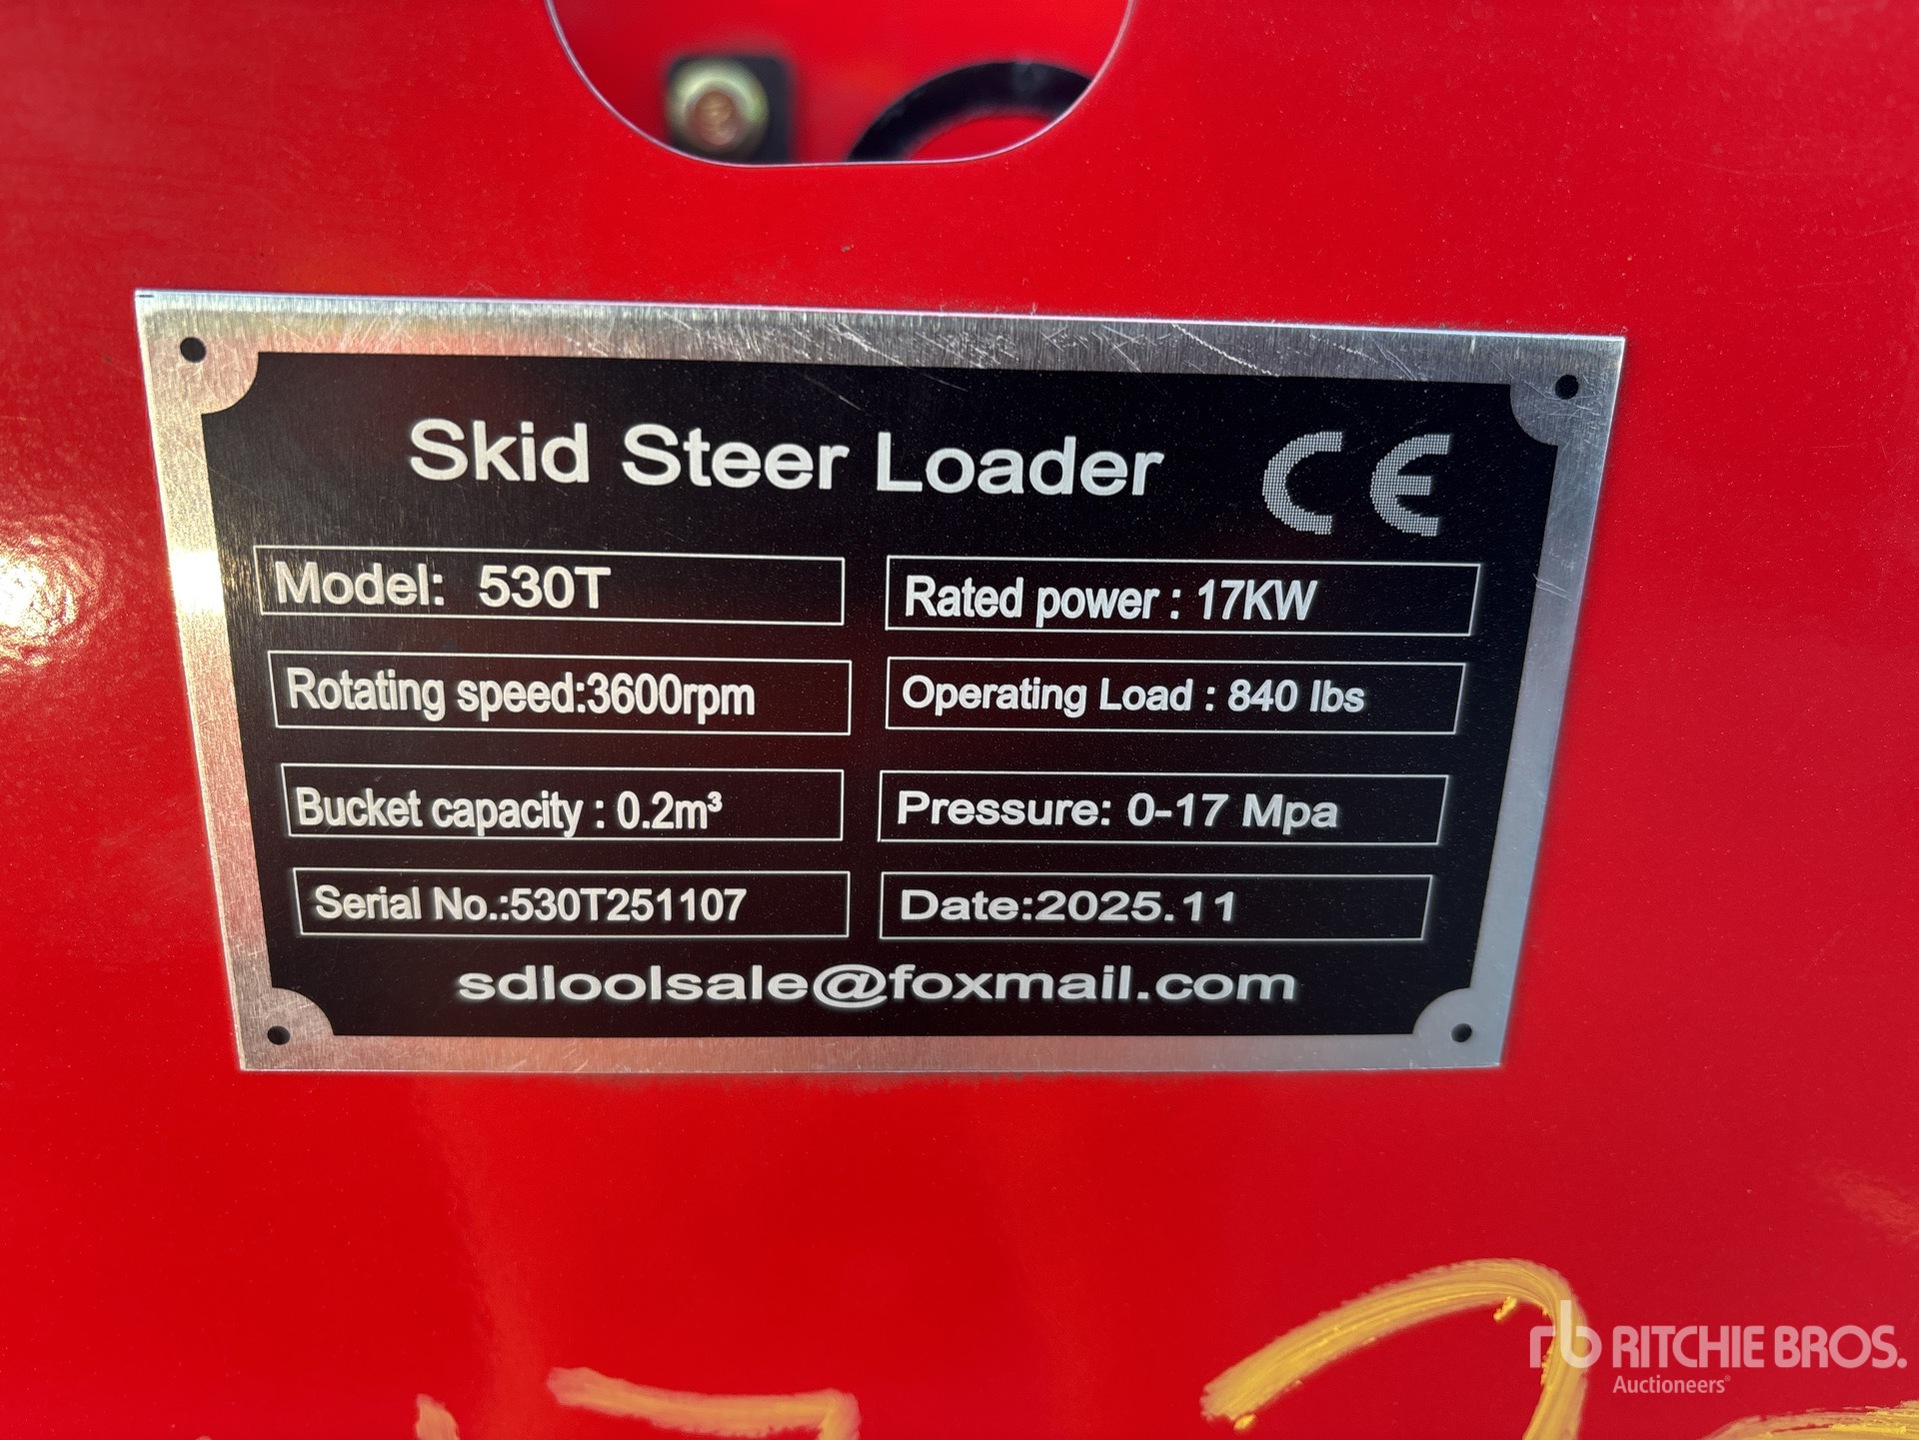 Skid Steer Loader CE
Model: 530T
Rated power : 17KW
Rotating speed:3600rpm
Operating Load : 840 lbs
Bucket capacity : 0.2m³
Pressure: 0-17 Mpa
Serial No.:530T251107
Date:2025.11
sdloolsale@foxmail.com
rb RITCHIE BROS.
Auctioneers®